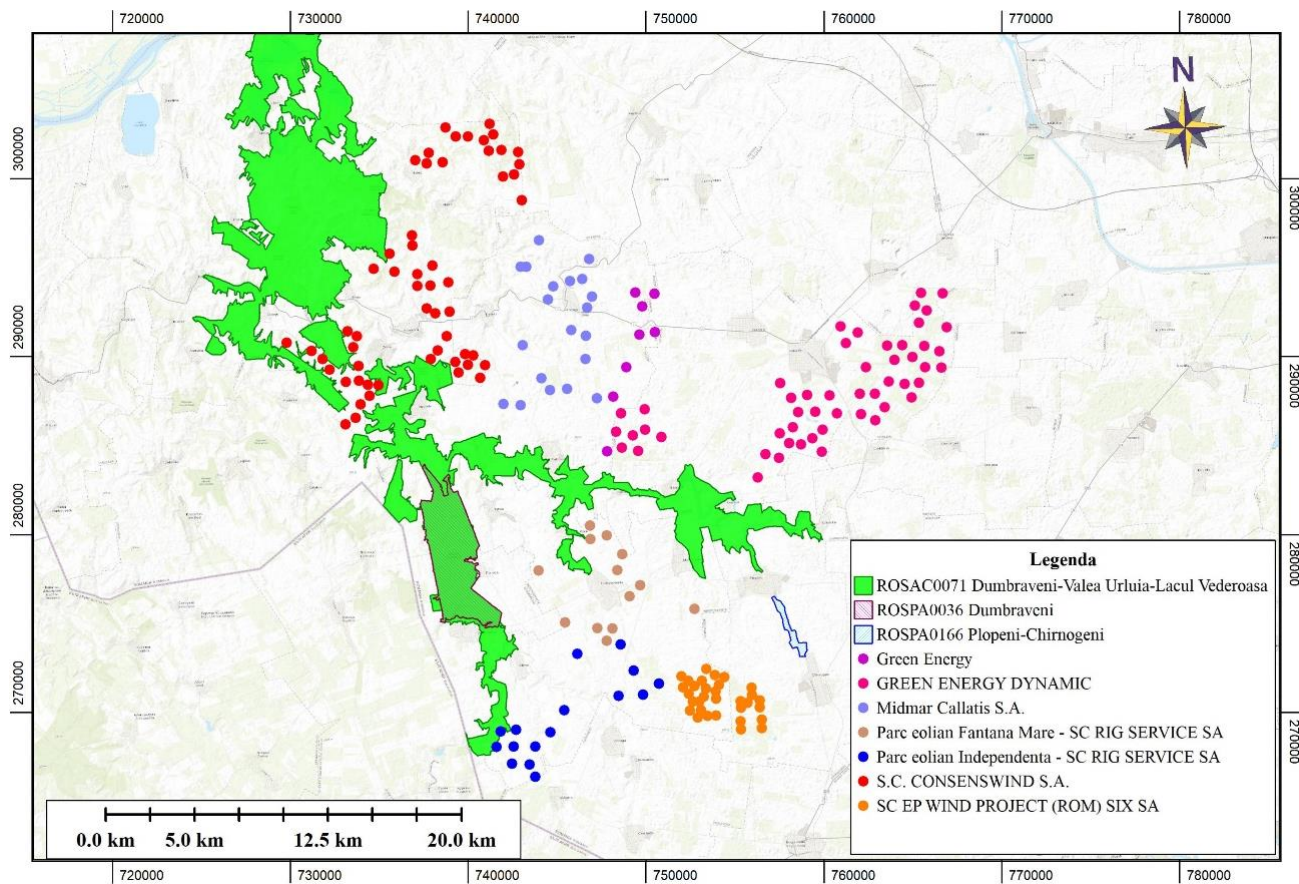 720000 730000 740000 750000 760000 770000 780000
300000 300000
290000 290000
280000 280000
270000 270000
N
Legenda
ROSAC0071 Dumbraveni-Valea Urluia-Lacul Vederoasa
ROSPA0036 Dumbraveni
ROSPA0166 Plopeni-Chirnogeni
Green Energy
GREEN ENERGY DYNAMIC
Midmar Callatis S.A.
Parc eolian Fantana Mare - SC RIG SERVICE SA
Parc eolian Independenta - SC RIG SERVICE SA
S.C. CONSENSWIND S.A.
SC EP WIND PROJECT (ROM) SIX SA
0.0 km 5.0 km 12.5 km 20.0 km
720000 730000 740000 750000 760000 770000 780000